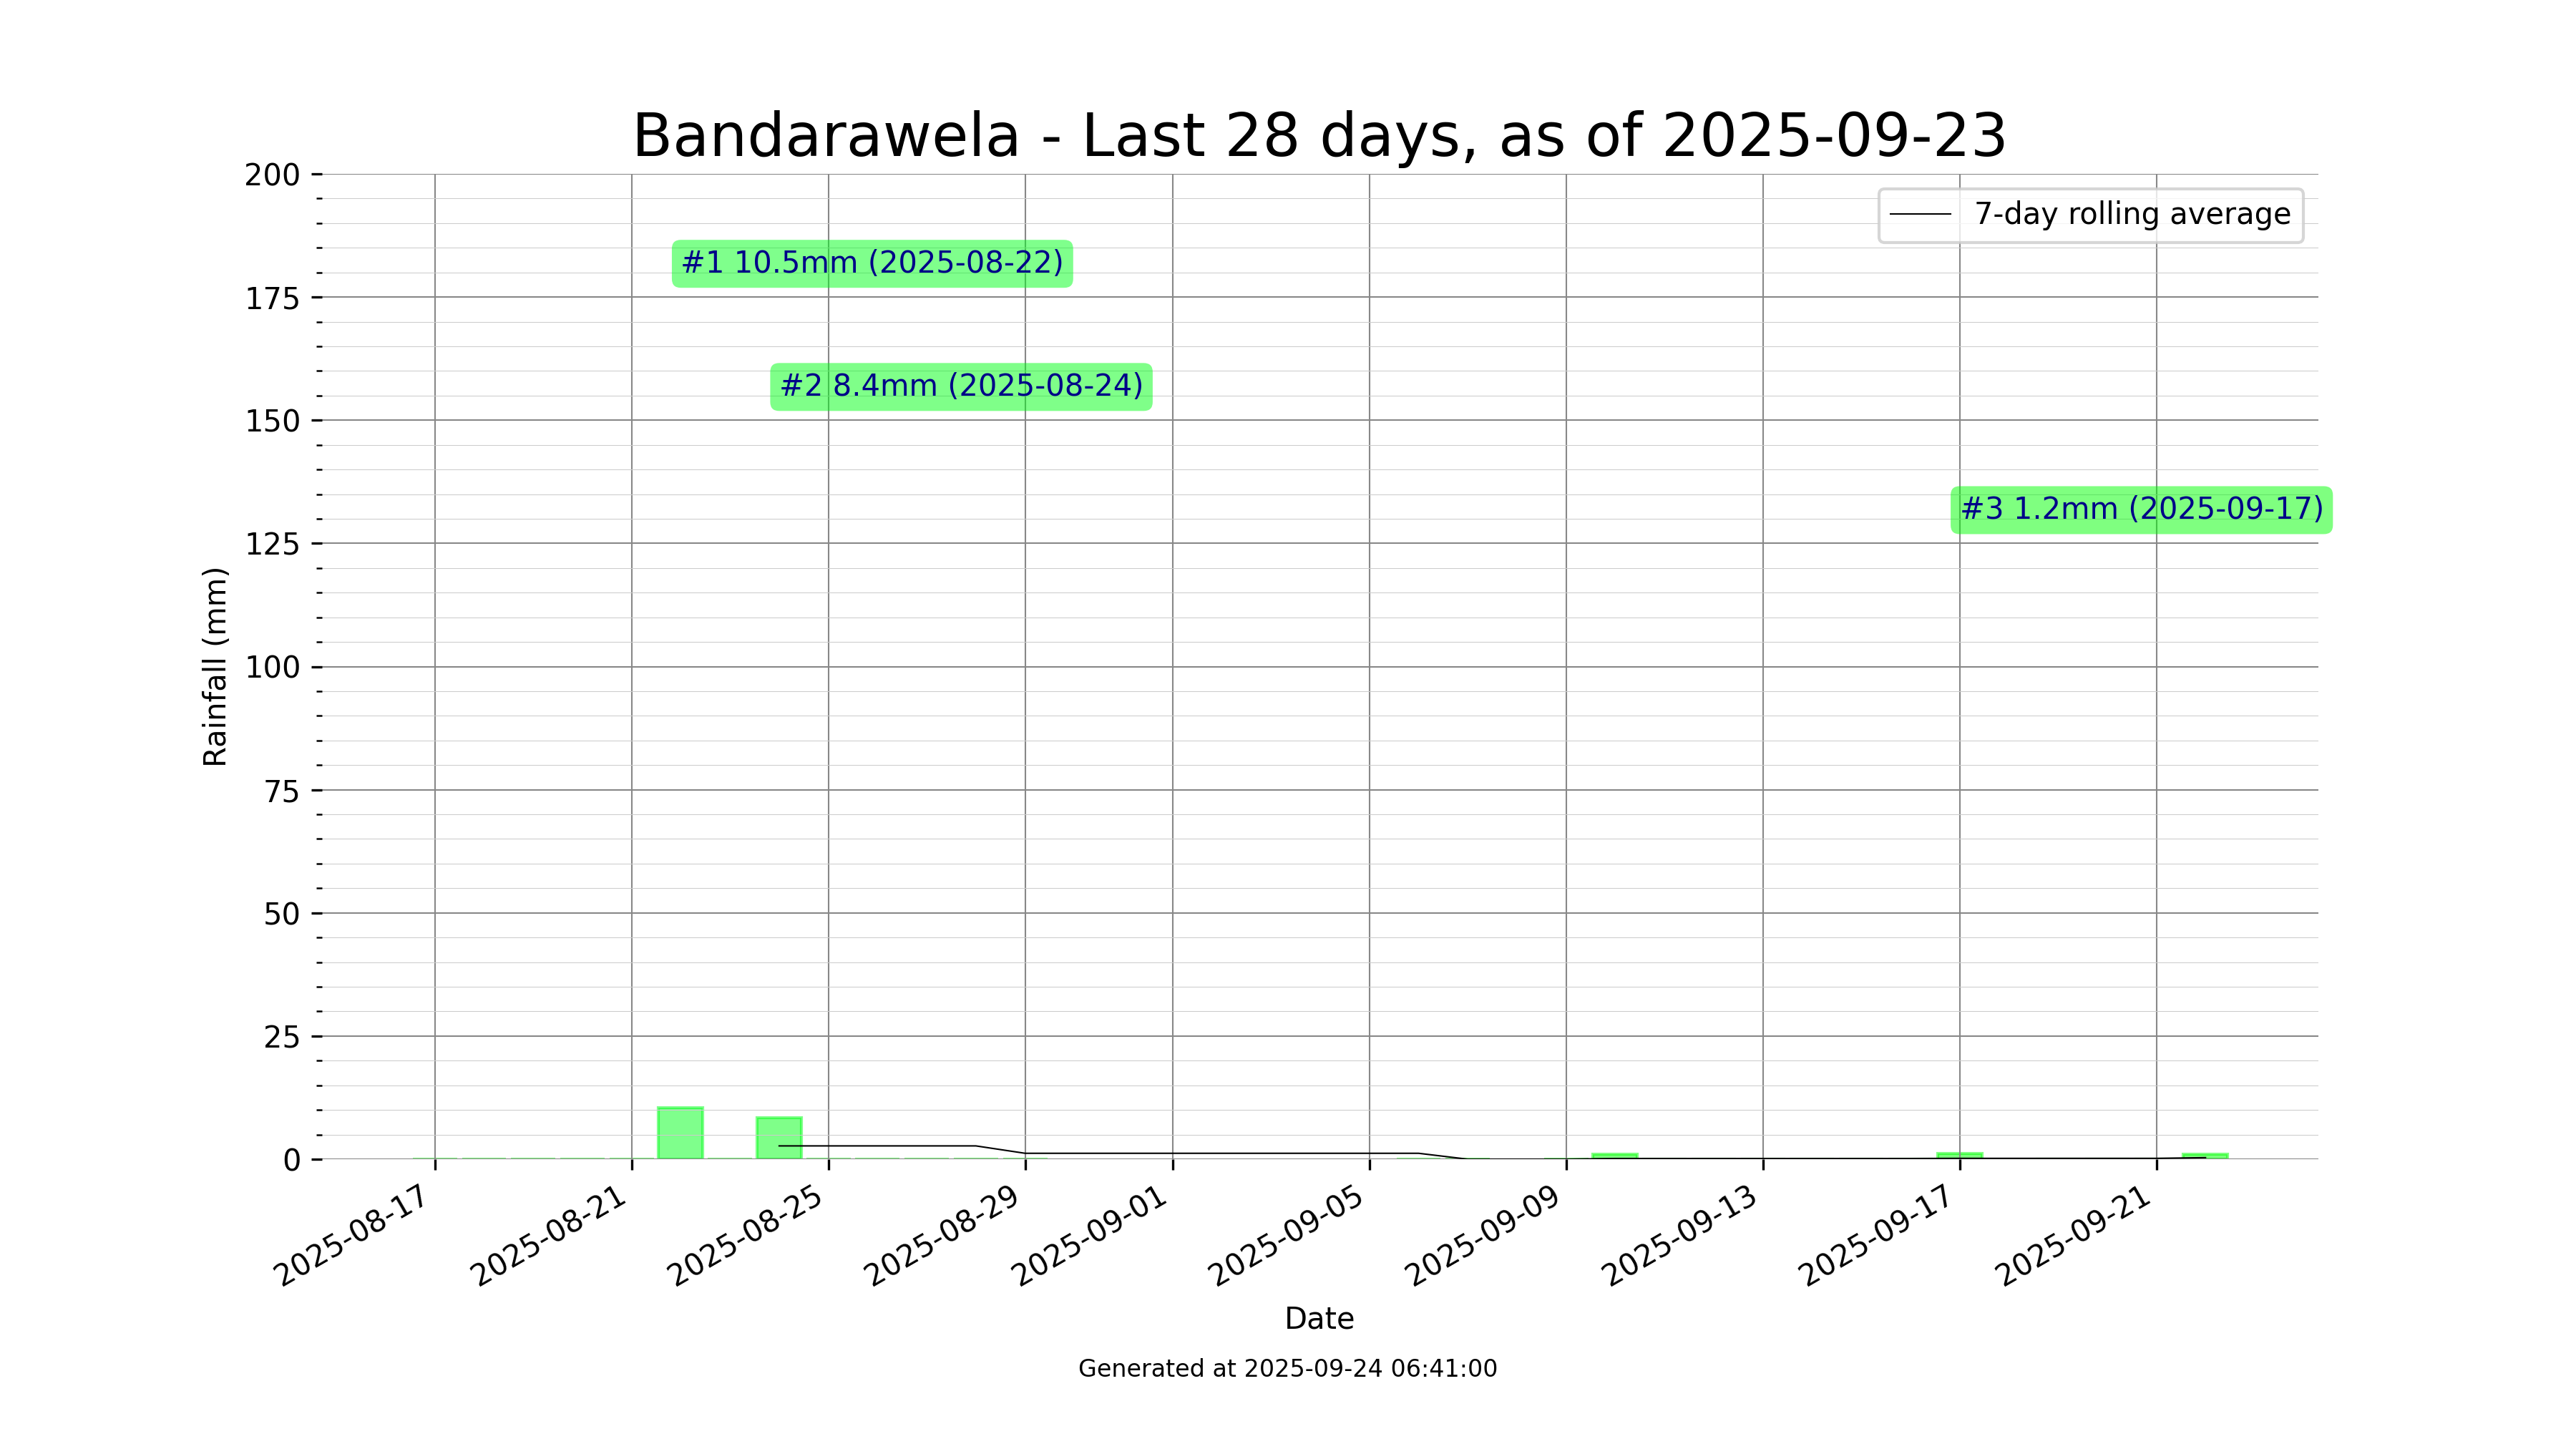 Bandarawela - Last 28 days, as of 2025-09-23
7-day rolling average
#1 10.5mm (2025-08-22)
#2 8.4mm (2025-08-24)
#3 1.2mm (2025-09-17)
Rainfall (mm)
200
175
150
125
100
75
50
25
0
2025-08-17
2025-08-21
2025-08-25
2025-08-29
2025-09-01
2025-09-05
2025-09-09
2025-09-13
2025-09-17
2025-09-21
Date
Generated at 2025-09-24 06:41:00